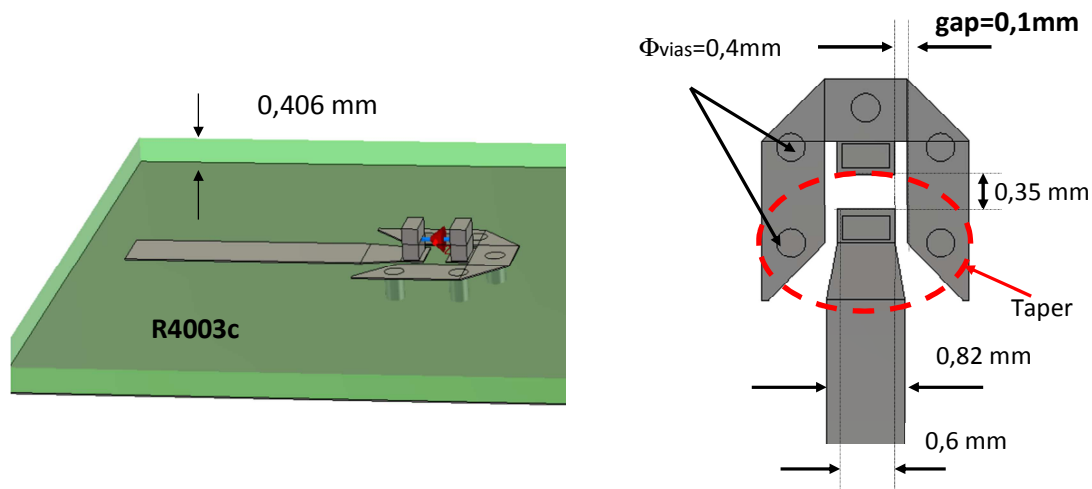 0,406 mm
R4003c
gap=0,1mm
Φvias=0,4mm
0,35 mm
Taper
0,82 mm
0,6 mm